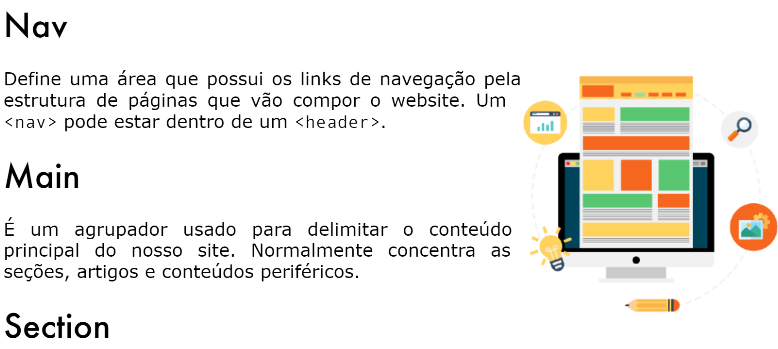 Nav
Define uma área que possui os links de navegação pela
estrutura de páginas que vão compor o website. Um
<nav> pode estar dentro de um <header>.
Main
É um agrupador usado para delimitar o conteúdo
principal do nosso site. Normalmente concentra as
seções, artigos e conteúdos periféricos.
Section